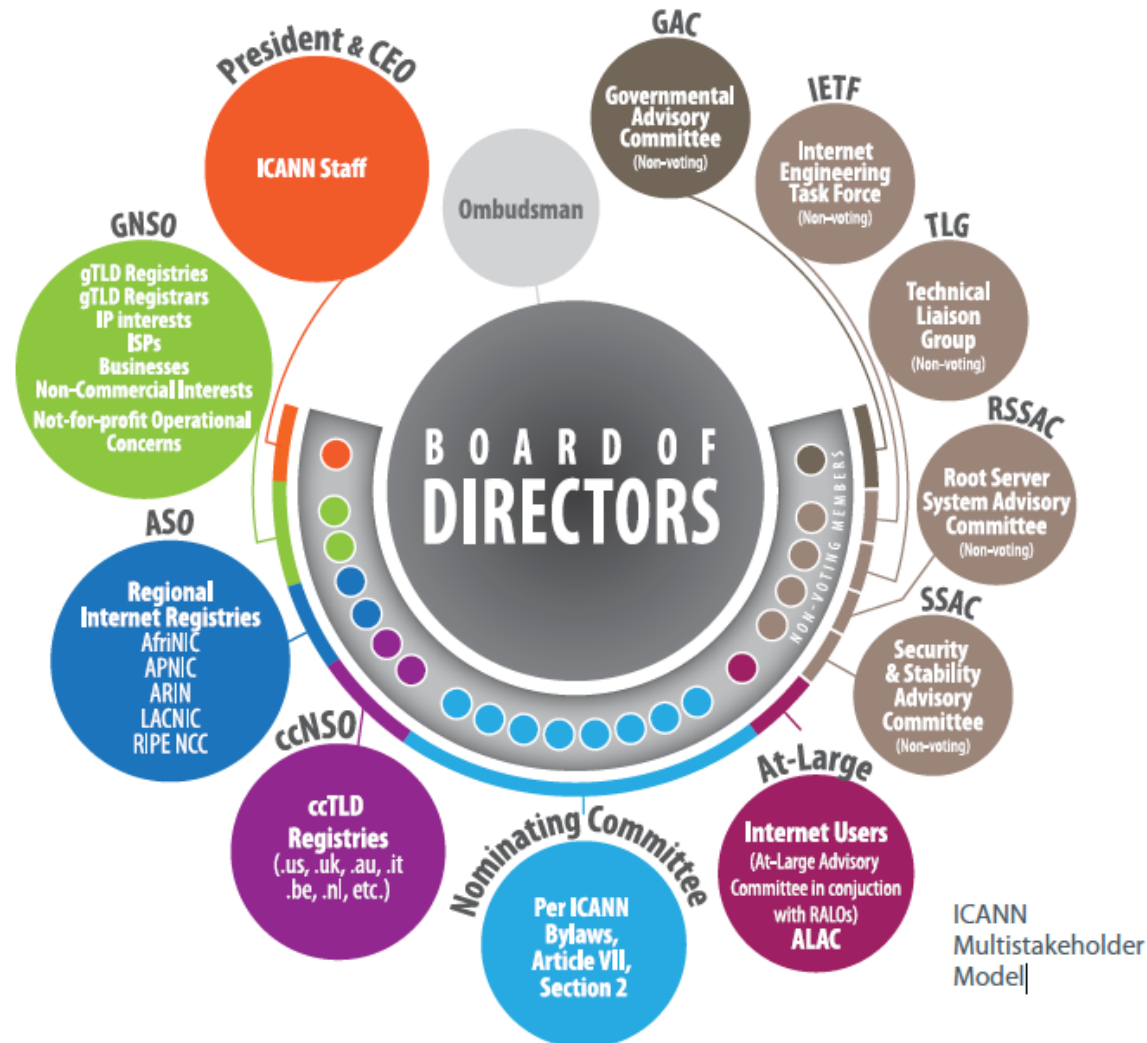 President & CEO
ICANN Staff
Ombudsman
GAC
Governmental
Advisory
Committee
(Non-voting)
IETF
Internet
Engineering
Task Force
(Non-voting)
TLG
Technical
Liaison
Group
(Non-voting)
RSSAC
Root Server
System Advisory
Committee
(Non-voting)
SSAC
Security
& Stability
Advisory
Committee
(Non-voting)
GNSO
gTLD Registries
gTLD Registrars
IP interests
ISPs
Businesses
Non-Commercial Interests
Not-for-profit Operational
Concerns
BOARD OF
DIRECTORS
NON-VOTING MEMBERS
ASO
Regional
Internet Registries
AfriNIC
APNIC
ARIN
LACNIC
RIPE NCC
ccNSO
ccTLD
Registries
(.us, .uk, .au, .it
.be, .nl, etc.)
Nominating Committee
Per ICANN
Bylaws,
Article VII,
Section 2
At-Large
Internet Users
(At-Large Advisory
Committee in conjuction
with RALOs)
ALAC
ICANN
Multistakeholder
Model